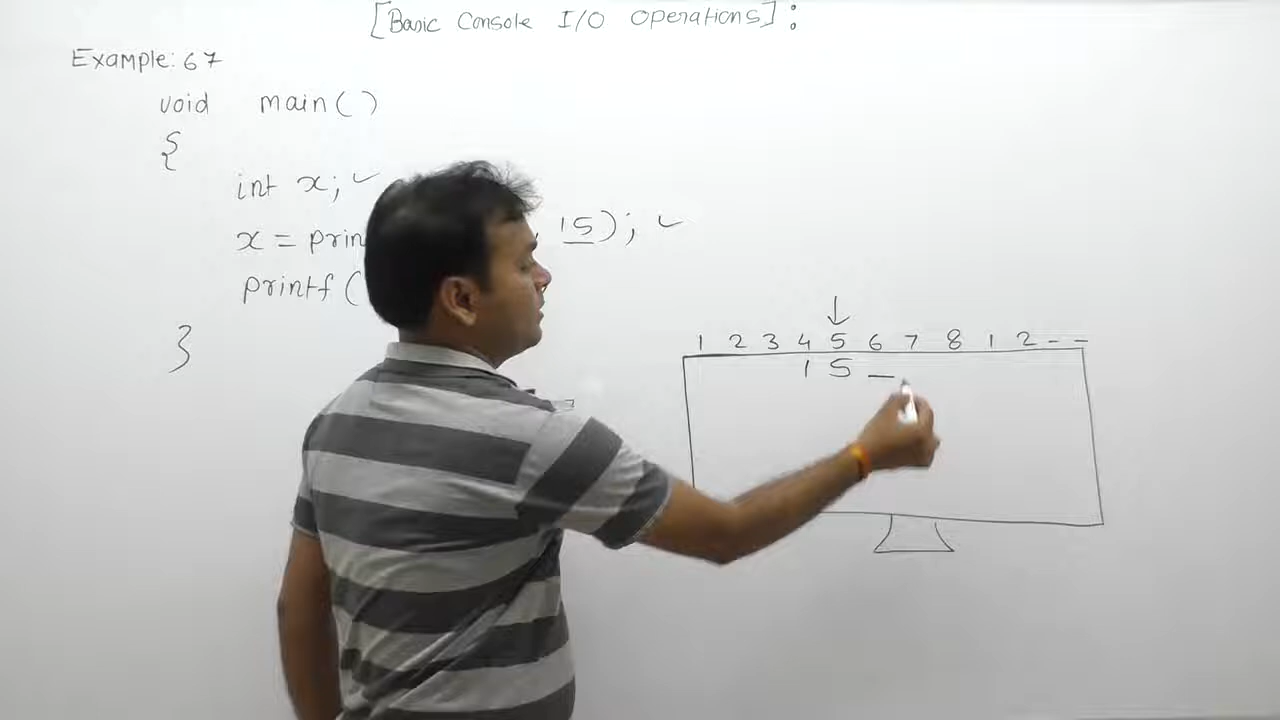 [Basic Console I/O Operations]:
Example: 67
void main()
{
int x;
x = prin , 15);
printf (
}
1 2 3 4 5 6 7 8 1 2 - -
1 5 _